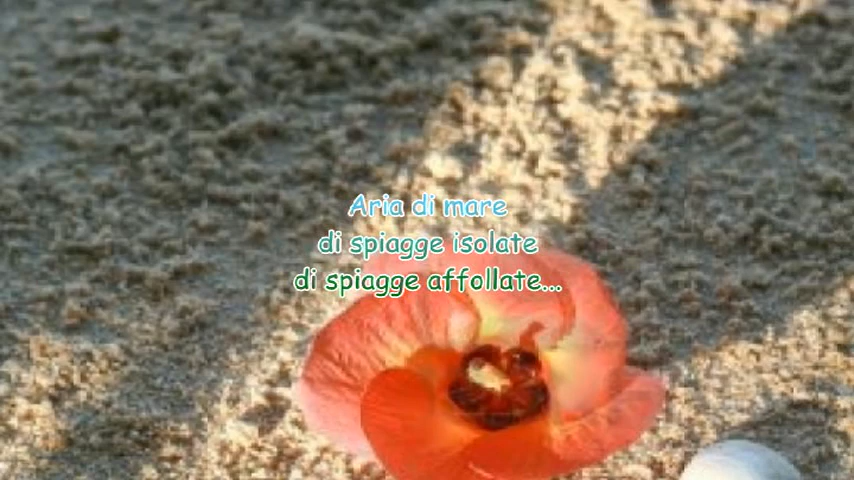 Aria di mare
di spiagge isolate
di spiagge affollate...